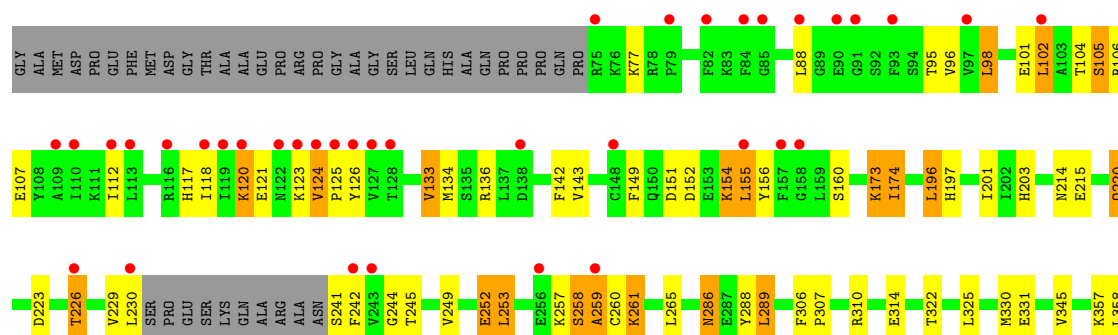 GLY ALA MET ASP PRO GLU PHE MET ASP GLY THR ALA ALA GLU PRO ARG PRO GLY ALA GLY SER LEU GLN HIS ALA GLN PRO PRO PRO GLN PRO R75 K76 K77 R78 P79 F82 K83 F84 G85 L88 G89 E90 G91 S92 F93 S94 T95 V96 V97 L98 E101 L102 A103 T104 S105
E107 Y108 A109 I110 K111 I112 L113 R116 H117 I118 I119 K120 E121 N122 K123 V124 P125 Y126 V127 T128 V133 M134 S135 R136 L137 D138 F142 V143 C148 F149 Q150 D151 D152 E153 K154 L155 Y156 F157 G158 L159 S160 K173 I174 L196 H197 I201 I202 H203 N214 E215
D223 T226 V229 L230 SER PRO GLU SER LYS GLN ALA ARG ALA ASN S241 F242 V243 G244 T245 V249 E252 L253 E256 K257 S258 A259 C260 K261 L265 N286 E287 Y288 L289 F306 P307 R310 E314 T322 L325 M330 E331 V345 K357